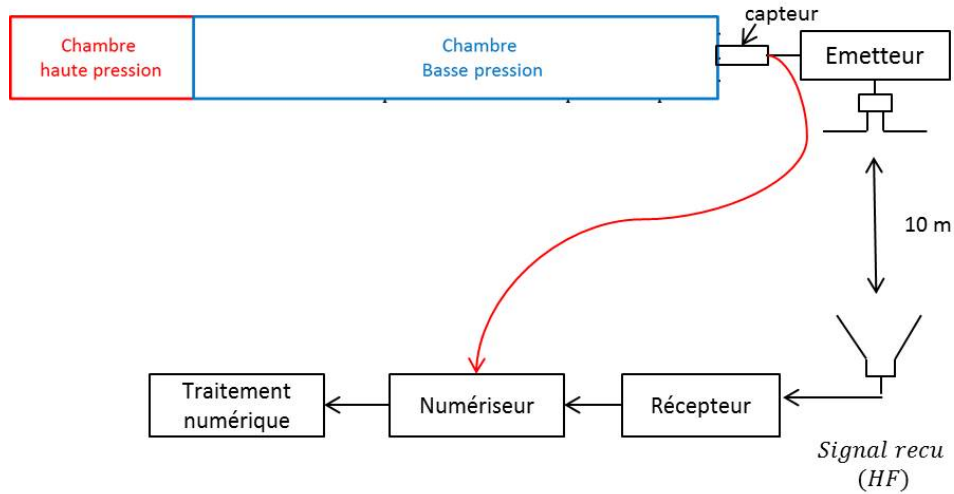 capteur
Chambre
haute pression
Chambre
Basse pression
Emetteur
10 m
Traitement
numérique
Numériseur
Récepteur
Signal recu
(HF)